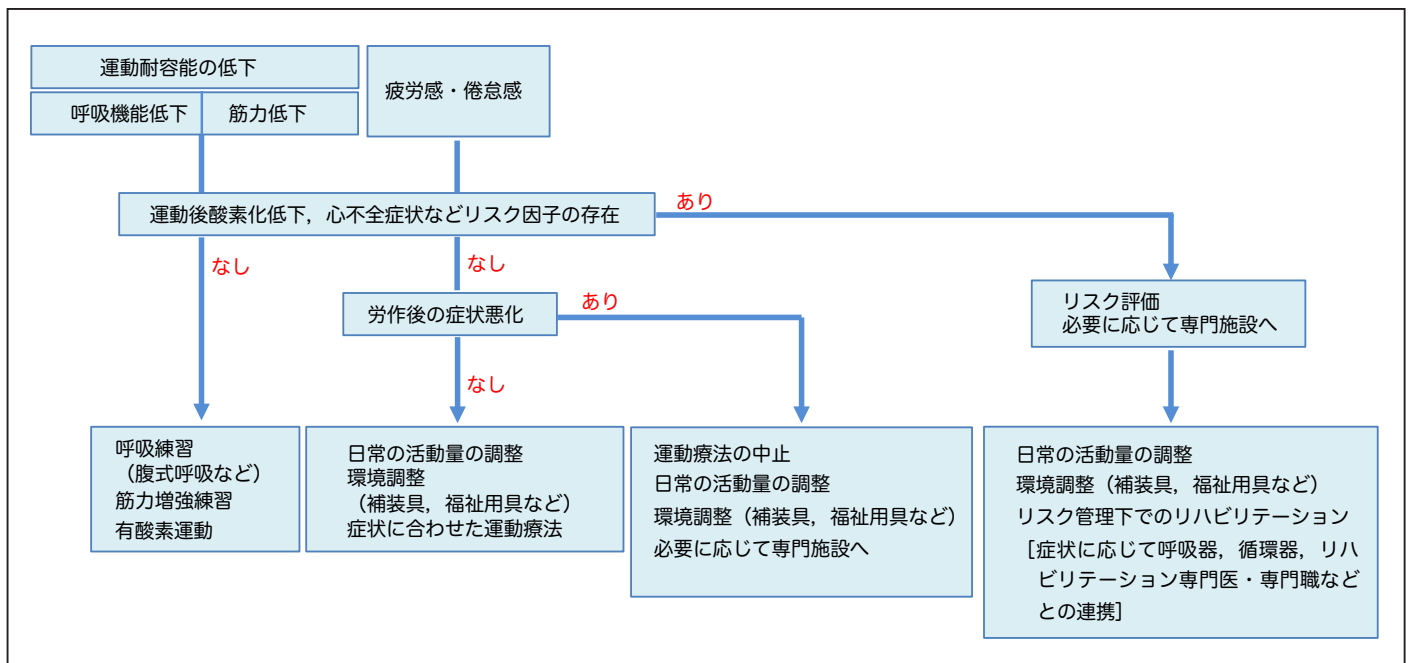 運動耐容能の低下
呼吸機能低下
筋力低下
疲労感・倦怠感
運動後酸素化低下，心不全症状などリスク因子の存在
あり
なし
なし
労作後の症状悪化
あり
リスク評価
必要に応じて専門施設へ
なし
呼吸練習
（腹式呼吸など）
筋力増強練習
有酸素運動
日常の活動量の調整
環境調整
（補装具，福祉用具など）
症状に合わせた運動療法
運動療法の中止
日常の活動量の調整
環境調整（補装具，福祉用具など）
必要に応じて専門施設へ
日常の活動量の調整
環境調整（補装具，福祉用具など）
リスク管理下でのリハビリテーション
［症状に応じて呼吸器，循環器，リハ
ビリテーション専門医・専門職など
との連携］